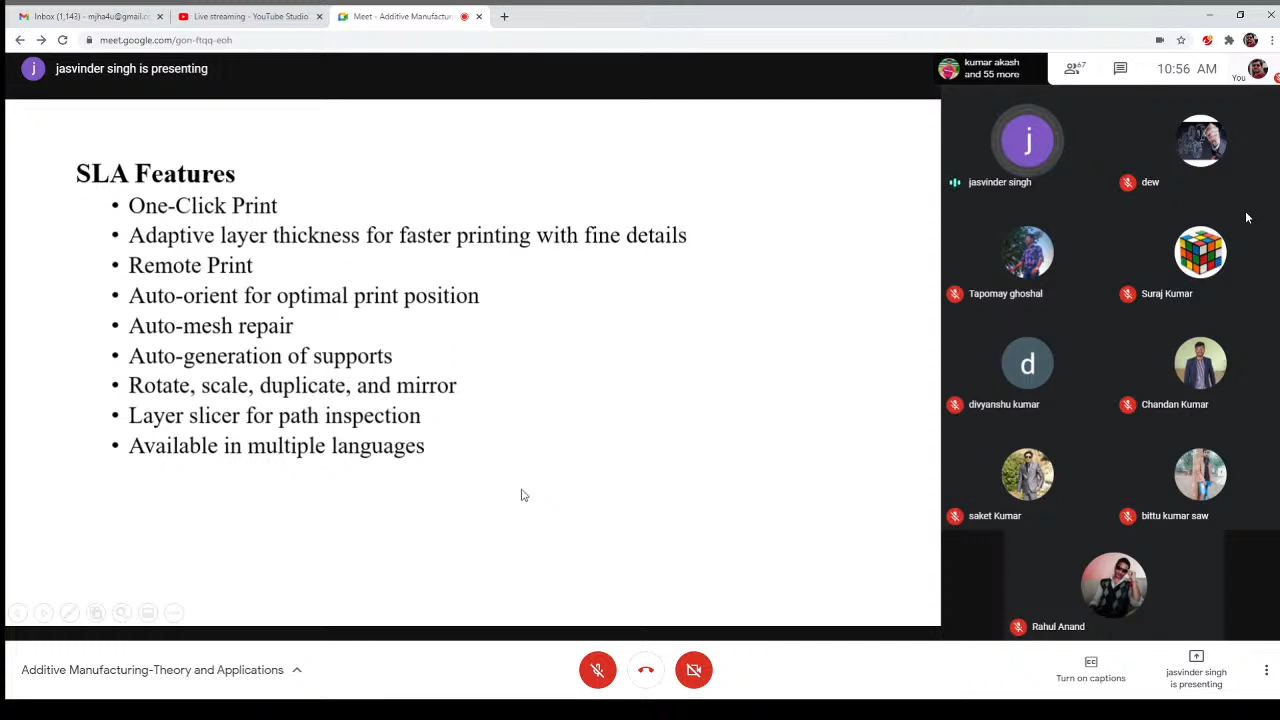 Inbox (1,143) - mjha4u@gmail.c
Live streaming - YouTube Studio
Meet - Additive Manufactur
meet.google.com/gon-ftqq-eoh
j
jasvinder singh is presenting
kumar akash
and 55 more
67
10:56 AM
You
SLA Features
• One-Click Print
• Adaptive layer thickness for faster printing with fine details
• Remote Print
• Auto-orient for optimal print position
• Auto-mesh repair
• Auto-generation of supports
• Rotate, scale, duplicate, and mirror
• Layer slicer for path inspection
• Available in multiple languages
j
jasvinder singh
dew
Tapomay ghoshal
Suraj Kumar
d
divyanshu kumar
Chandan Kumar
saket Kumar
bittu kumar saw
Rahul Anand
Additive Manufacturing-Theory and Applications
CC
Turn on captions
jasvinder singh
is presenting